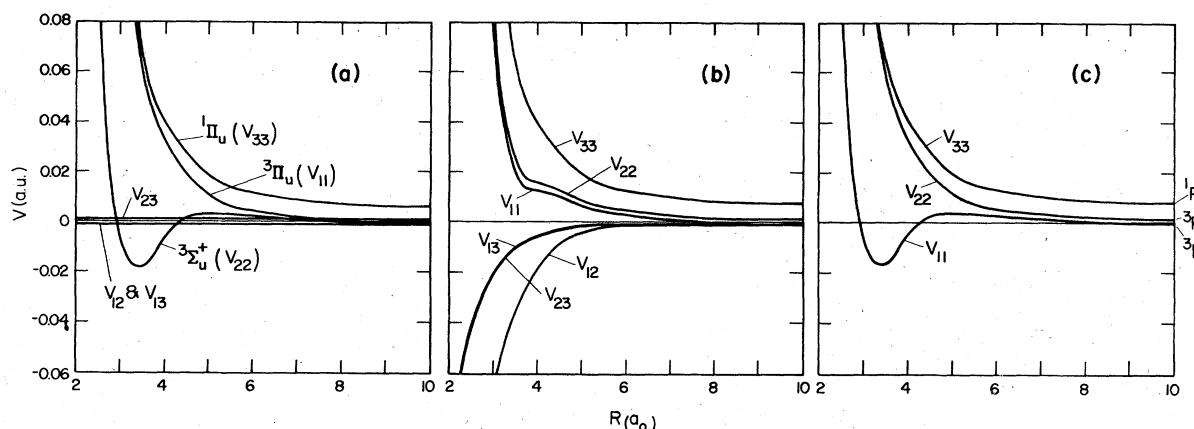 V(a.u.)
0.08
0.06
0.04
0.02
0
-0.02
-0.04
-0.06
(a)
¹Πᵤ(V₃₃)
³Πᵤ(V₁₁)
V₂₃
³Σᵤ⁺(V₂₂)
V₁₂ & V₁₃
2 4 6 8 10
(b)
V₃₃
V₂₂
V₁₁
V₁₃
V₁₂
V₂₃
2 4 6 8 10
R(a₀)
(c)
V₃₃
V₂₂
V₁₁
2 4 6 8 10